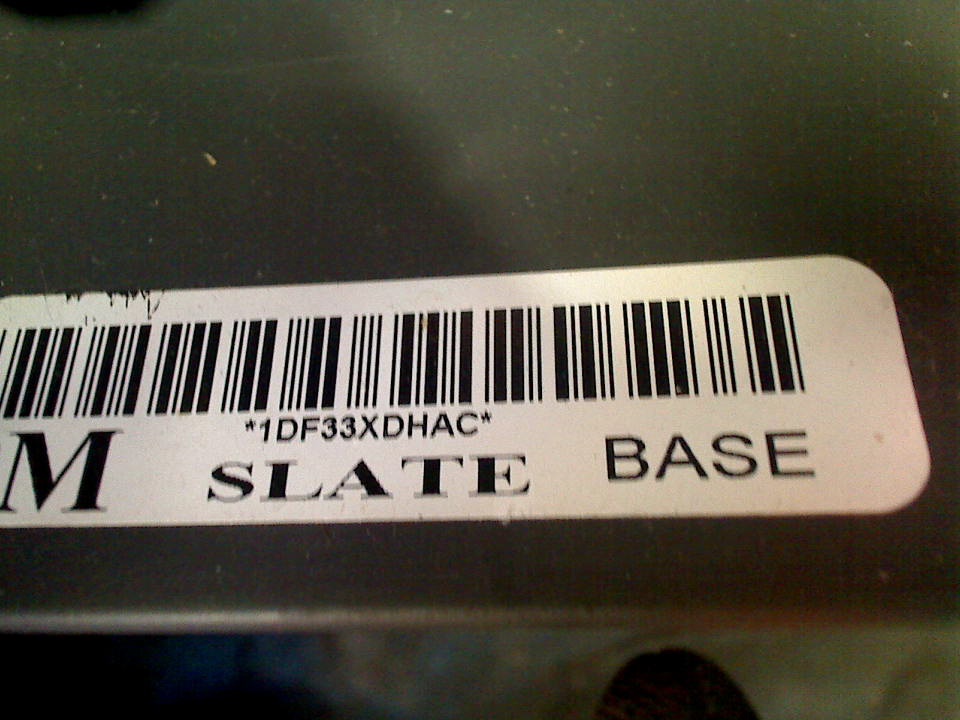 *1DF33XDHAC*
M SLATE BASE